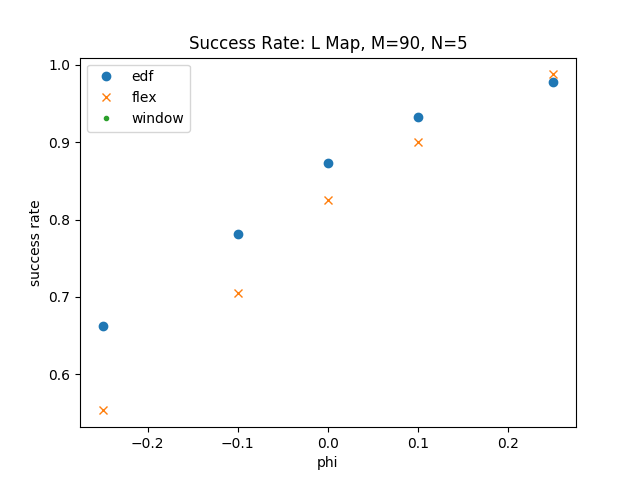 Success Rate: L Map, M=90, N=5
edf
flex
window
success rate
1.0
0.9
0.8
0.7
0.6
−0.2 −0.1 0.0 0.1 0.2
phi